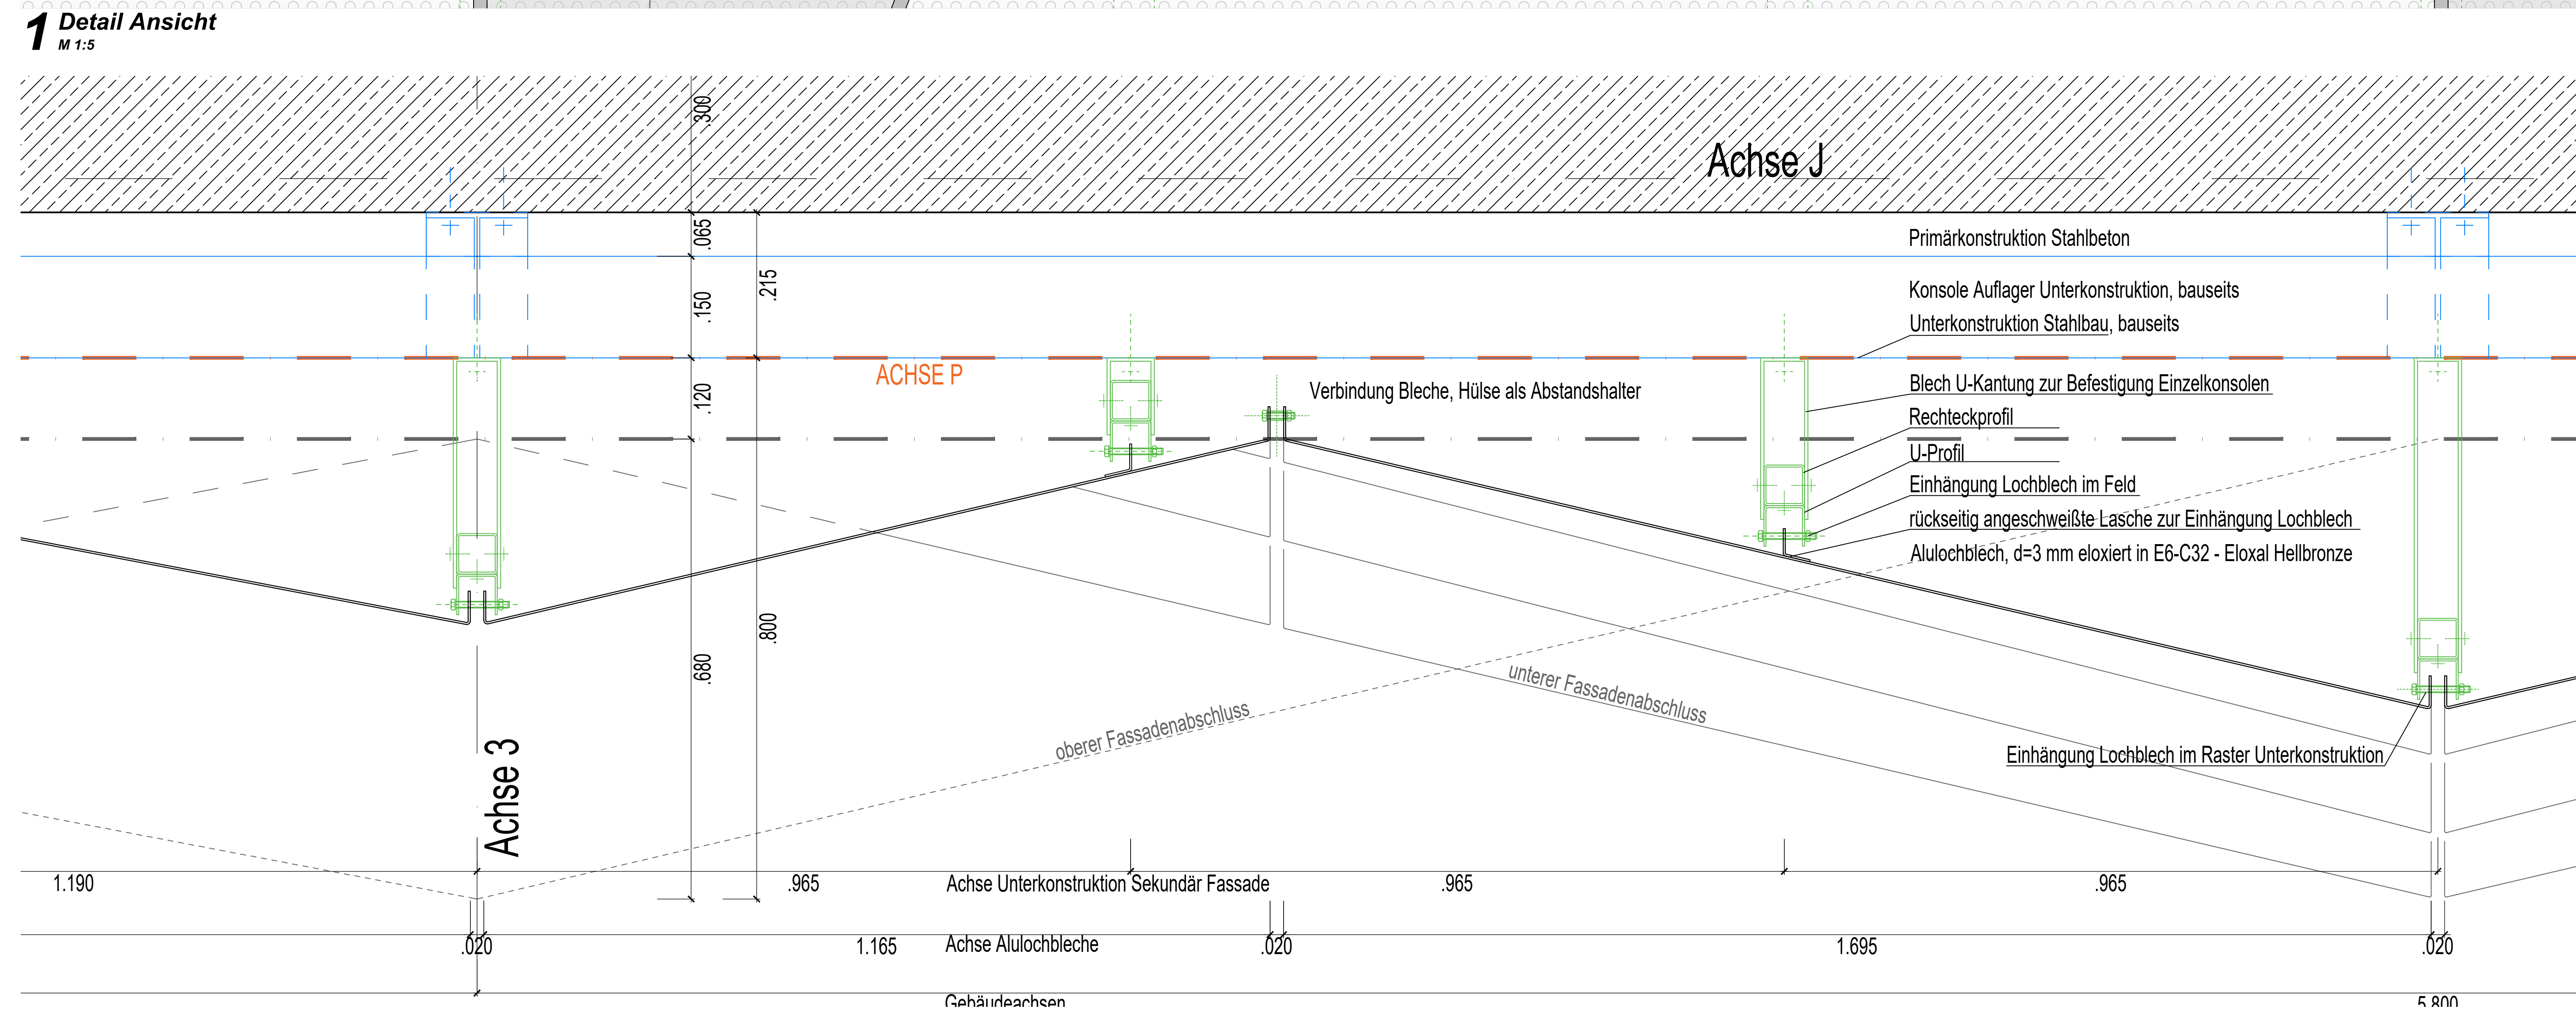 1 Detail Ansicht
M 1:5
.300
Achse J
.065
Primärkonstruktion Stahlbeton
.215
.150
Konsole Auflager Unterkonstruktion, bauseits
Unterkonstruktion Stahlbau, bauseits
ACHSE P
.120
Verbindung Bleche, Hülse als Abstandshalter
Blech U-Kantung zur Befestigung Einzelkonsolen
Rechteckprofil
U-Profil
Einhängung Lochblech im Feld
rückseitig angeschweißte Lasche zur Einhängung Lochblech
Alulochblech, d=3 mm eloxiert in E6-C32 - Eloxal Hellbronze
.800
.680
unterer Fassadenabschluss
oberer Fassadenabschluss
Einhängung Lochblech im Raster Unterkonstruktion
Achse 3
1.190 .965 Achse Unterkonstruktion Sekundär Fassade .965 .965
.020 1.165 Achse Alulochbleche .020 1.695 .020
Gebäudeachsen 5.800